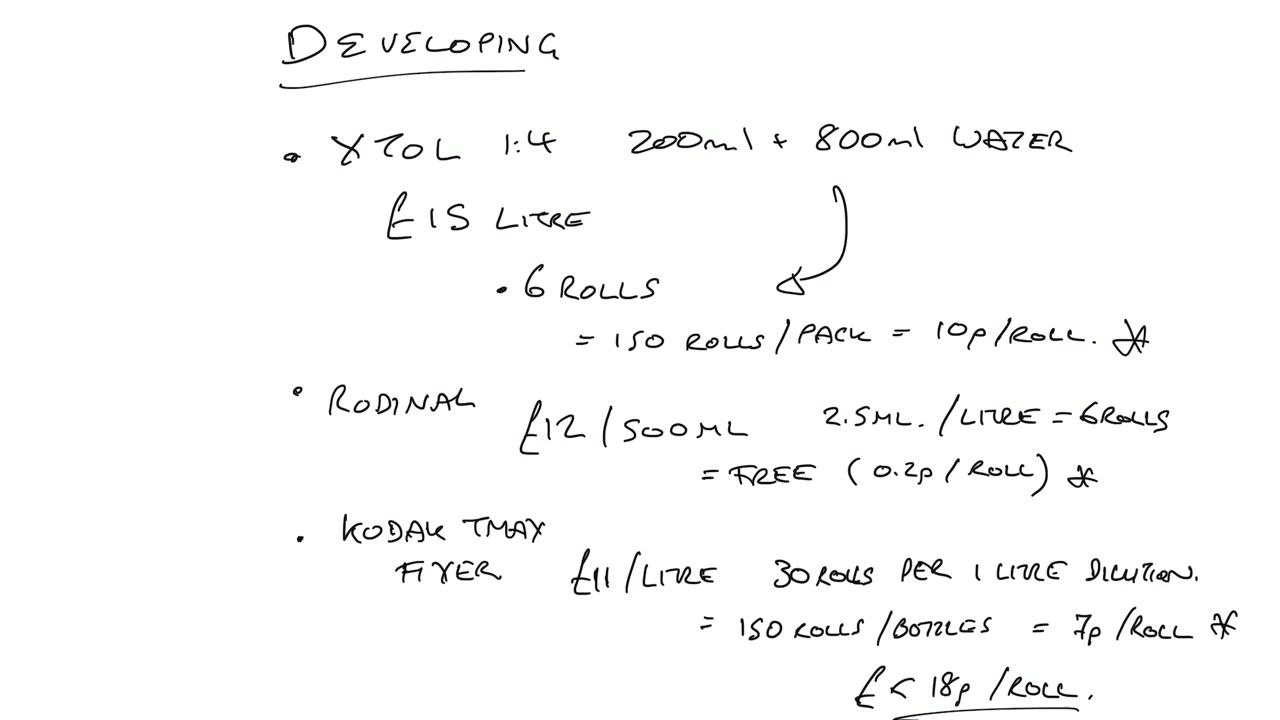 DEVELOPING
• XTOL 1:4 200ml + 800ml WATER
£15 LITRE
• 6 ROLLS
= 150 ROLLS/PACK = 10p/ROLL. *
• RODINAL £12/500ML 2.5ML./LITRE = 6 ROLLS
= FREE (0.2p/ROLL) *
• KODAK TMAX
FIXER £11/LITRE 30 ROLLS PER 1 LITRE DILUTION.
= 150 ROLLS/BOTTLES = 7p/ROLL *
£ < 18p/ROLL.